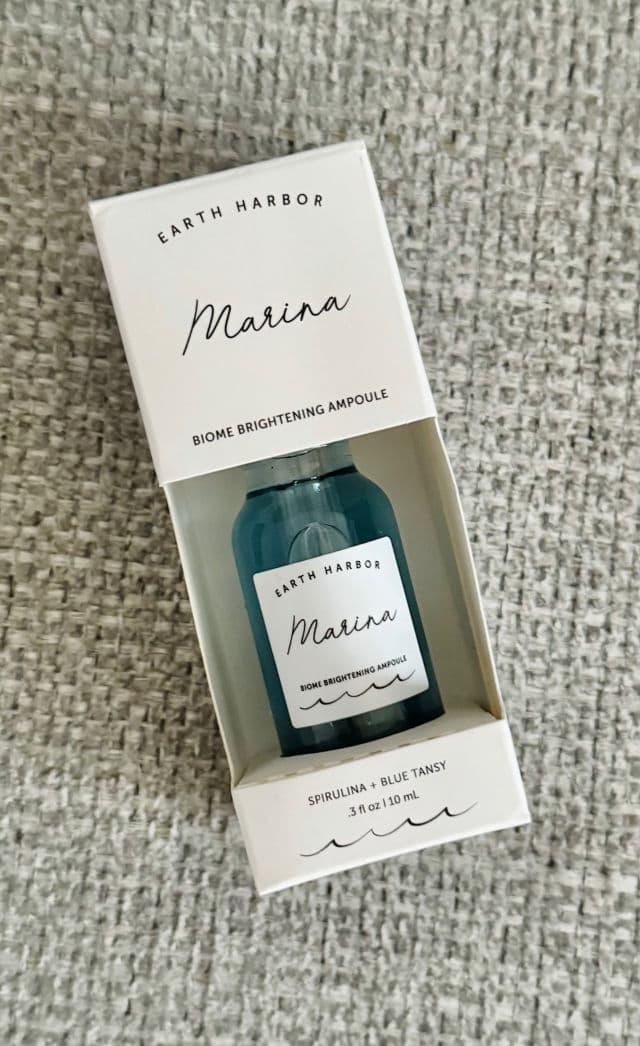 EARTH HARBOR
Marina
BIOME BRIGHTENING AMPOULE
EARTH HARBOR
Marina
BIOME BRIGHTENING AMPOULE
SPIRULINA + BLUE TANSY
.3 fl oz | 10 mL